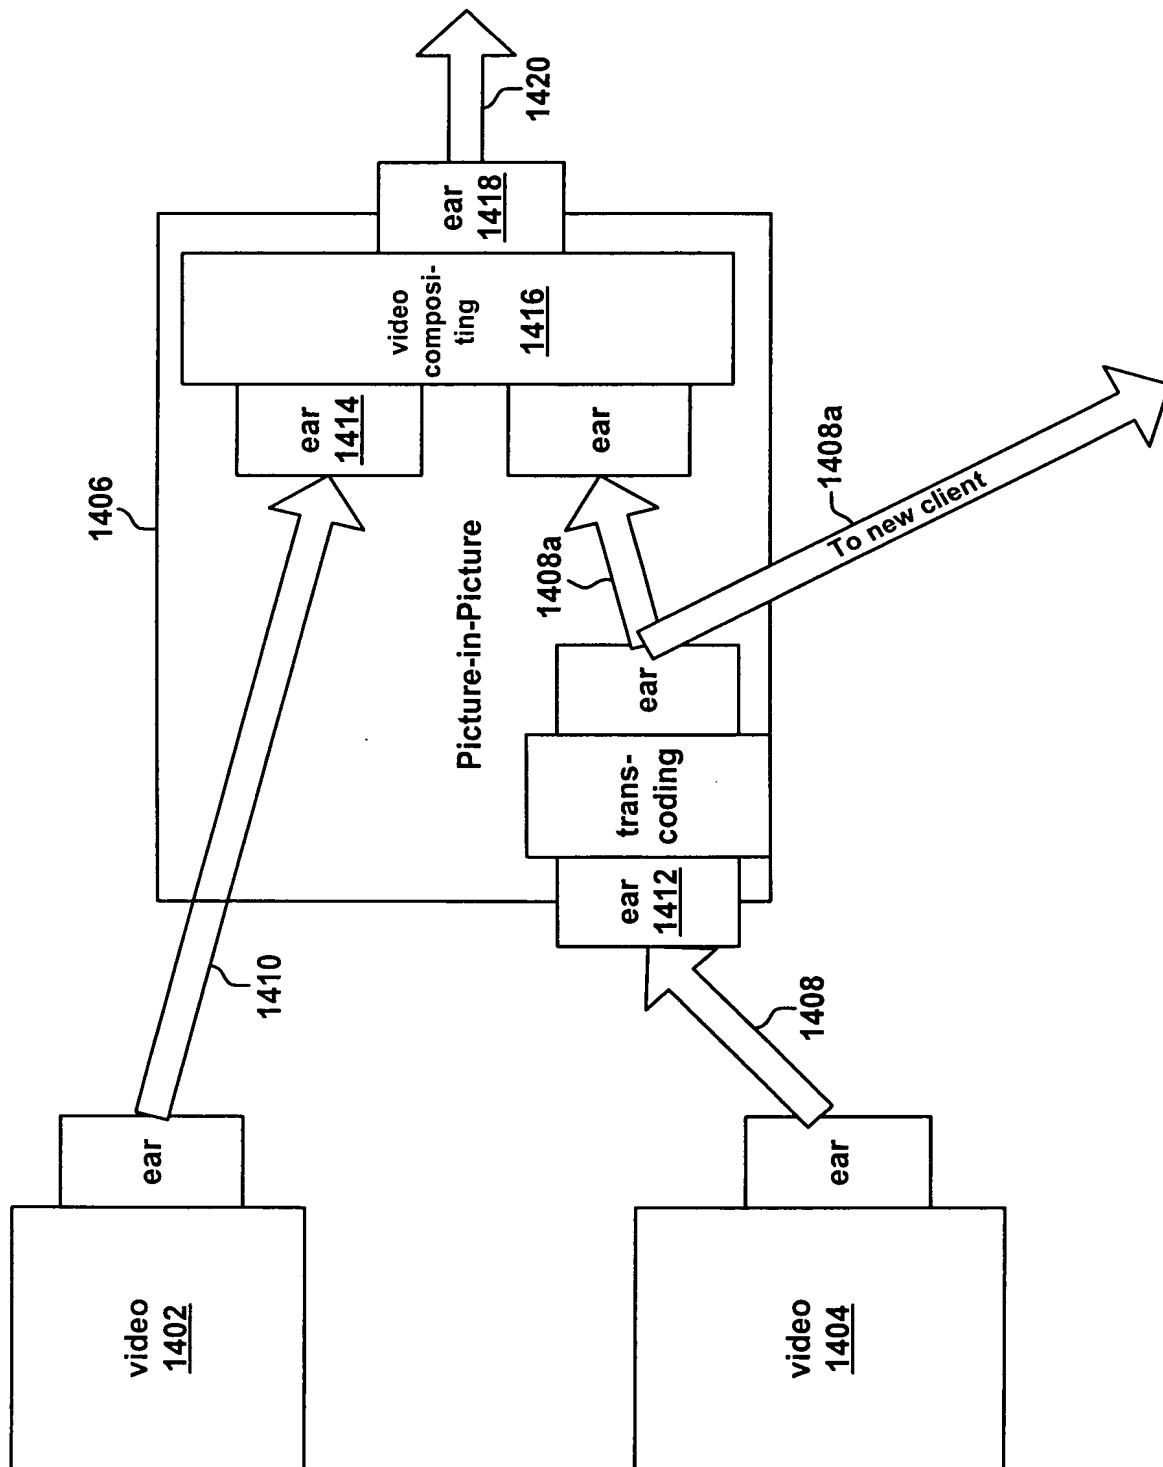 video
1402
ear
1410
1406
Picture-in-Picture
ear
1414
video
composi-
ting
1416
ear
1418
1420
video
1404
ear
1408
ear
1412
trans-
coding
ear
1408a
ear
To new client
1408a